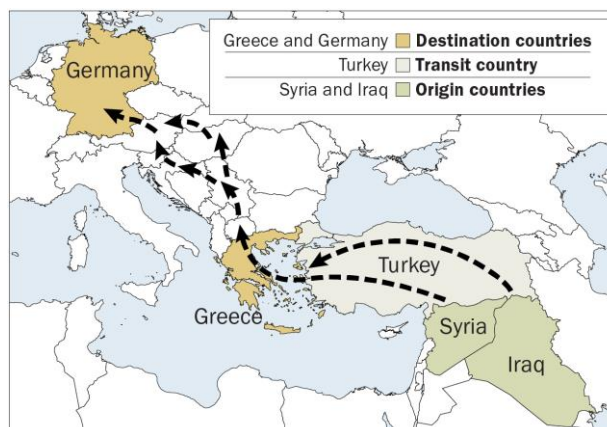 Greece and Germany Destination countries
Turkey Transit country
Syria and Iraq Origin countries
Germany
Turkey
Greece
Syria
Iraq